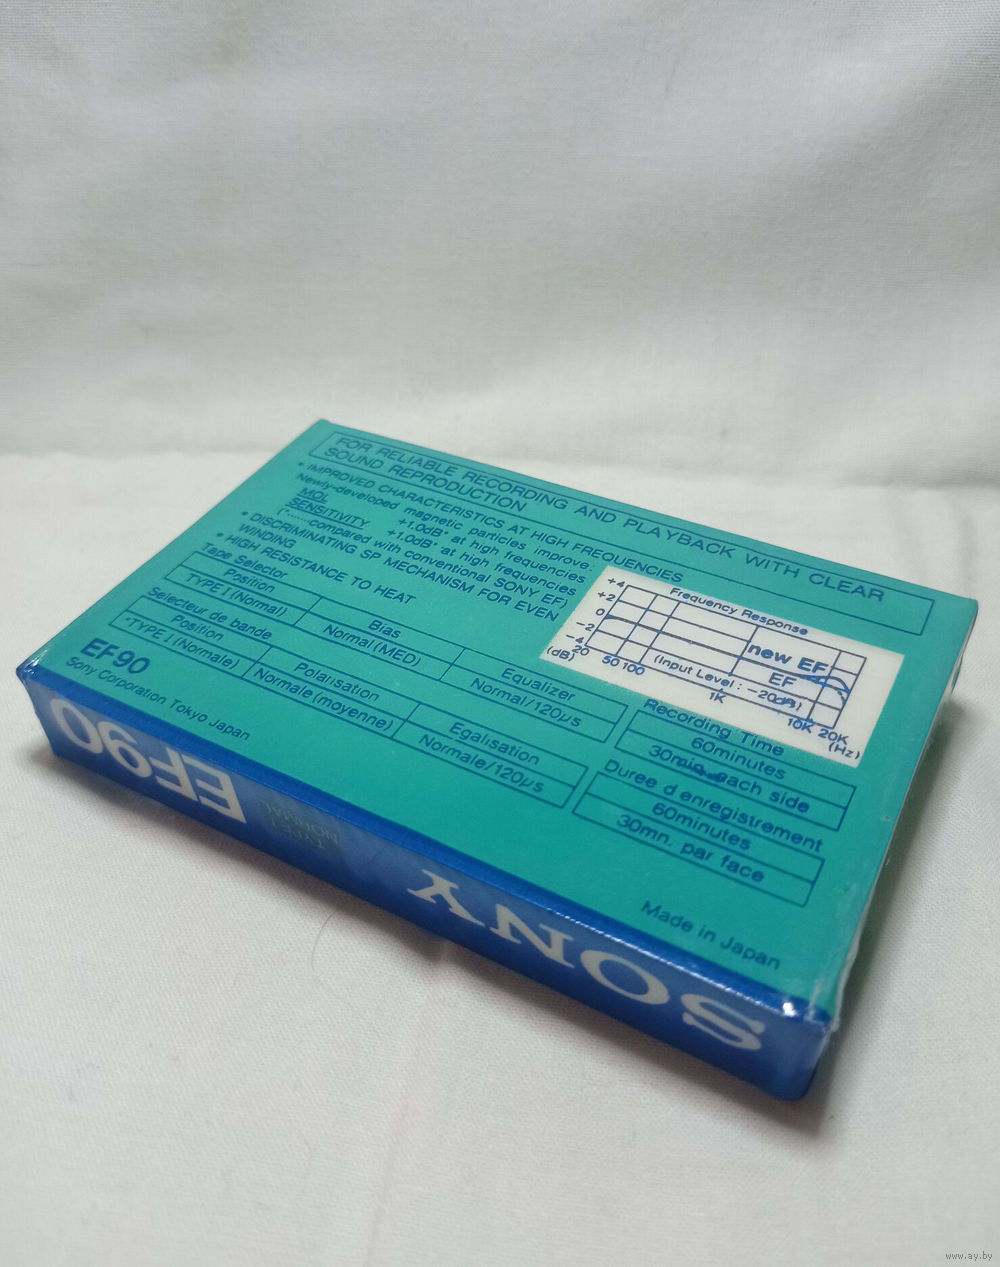 FOR RELIABLE RECORDING AND PLAYBACK WITH CLEAR
SOUND REPRODUCTION
• IMPROVED CHARACTERISTICS AT HIGH FREQUENCIES
Newly-developed magnetic particles improve:
MOL +1.0dB* at high frequencies
SENSITIVITY +1.0dB* at high frequencies
(*......compared with conventional SONY EF)
• DISCRIMINATING SP MECHANISM FOR EVEN
WINDING
• HIGH RESISTANCE TO HEAT
Frequency Response
+4
+2
0
−2
−4
(dB)
new EF
EF
(Input Level : −20dB)
20 50 100 1K 10K 20K
(Hz)
Tape Selector
Position Bias Equalizer
TYPE I (Normal) Normal (MED) Normal/120μs
Sélecteur de bande
Position Polarisation Egalisation
*TYPE I (Normale) Normale (moyenne) Normale/120μs
Recording Time
60minutes
30min. each side
Duree d enregistrement
60minutes
30mn. par face
EF90
Sony Corporation Tokyo Japan
Made in Japan
SONY
TYPE I
NORMAL
EF90
www.ay.by